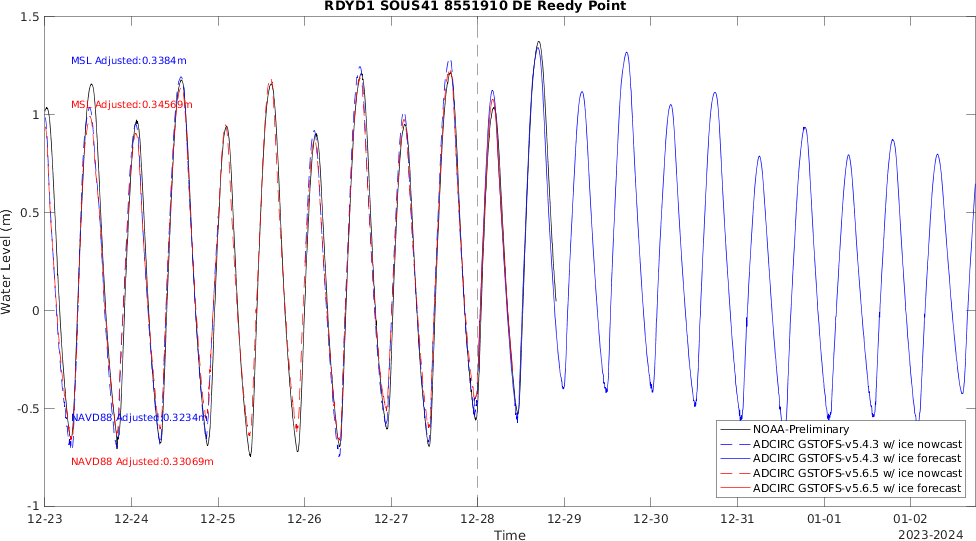 RDYD1 SOUS41 8551910 DE Reedy Point
1.5
1
0.5
0
-0.5
-1
Water Level (m)
MSL Adjusted:0.3384m
MSL Adjusted:0.34569m
NAVD88 Adjusted:0.3234m
NAVD88 Adjusted:0.33069m
NOAA-Preliminary
ADCIRC GSTOFS-v5.4.3 w/ ice nowcast
ADCIRC GSTOFS-v5.4.3 w/ ice forecast
ADCIRC GSTOFS-v5.6.5 w/ ice nowcast
ADCIRC GSTOFS-v5.6.5 w/ ice forecast
12-23 12-24 12-25 12-26 12-27 12-28 12-29 12-30 12-31 01-01 01-02
Time
2023-2024